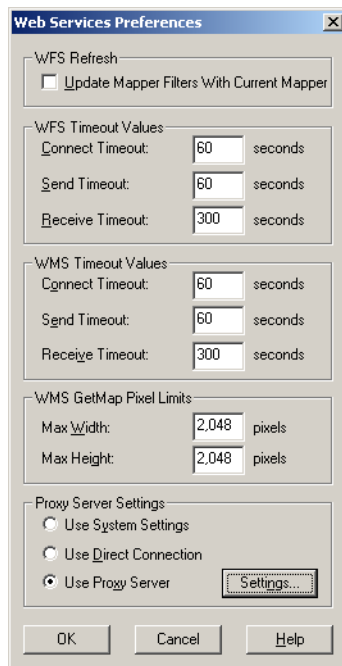 Web Services Preferences
WFS Refresh
Update Mapper Filters With Current Mapper
WFS Timeout Values
Connect Timeout: 60 seconds
Send Timeout: 60 seconds
Receive Timeout: 300 seconds
WMS Timeout Values
Connect Timeout: 60 seconds
Send Timeout: 60 seconds
Receive Timeout: 300 seconds
WMS GetMap Pixel Limits
Max Width: 2,048 pixels
Max Height: 2,048 pixels
Proxy Server Settings
Use System Settings
Use Direct Connection
Use Proxy Server Settings...
OK Cancel Help